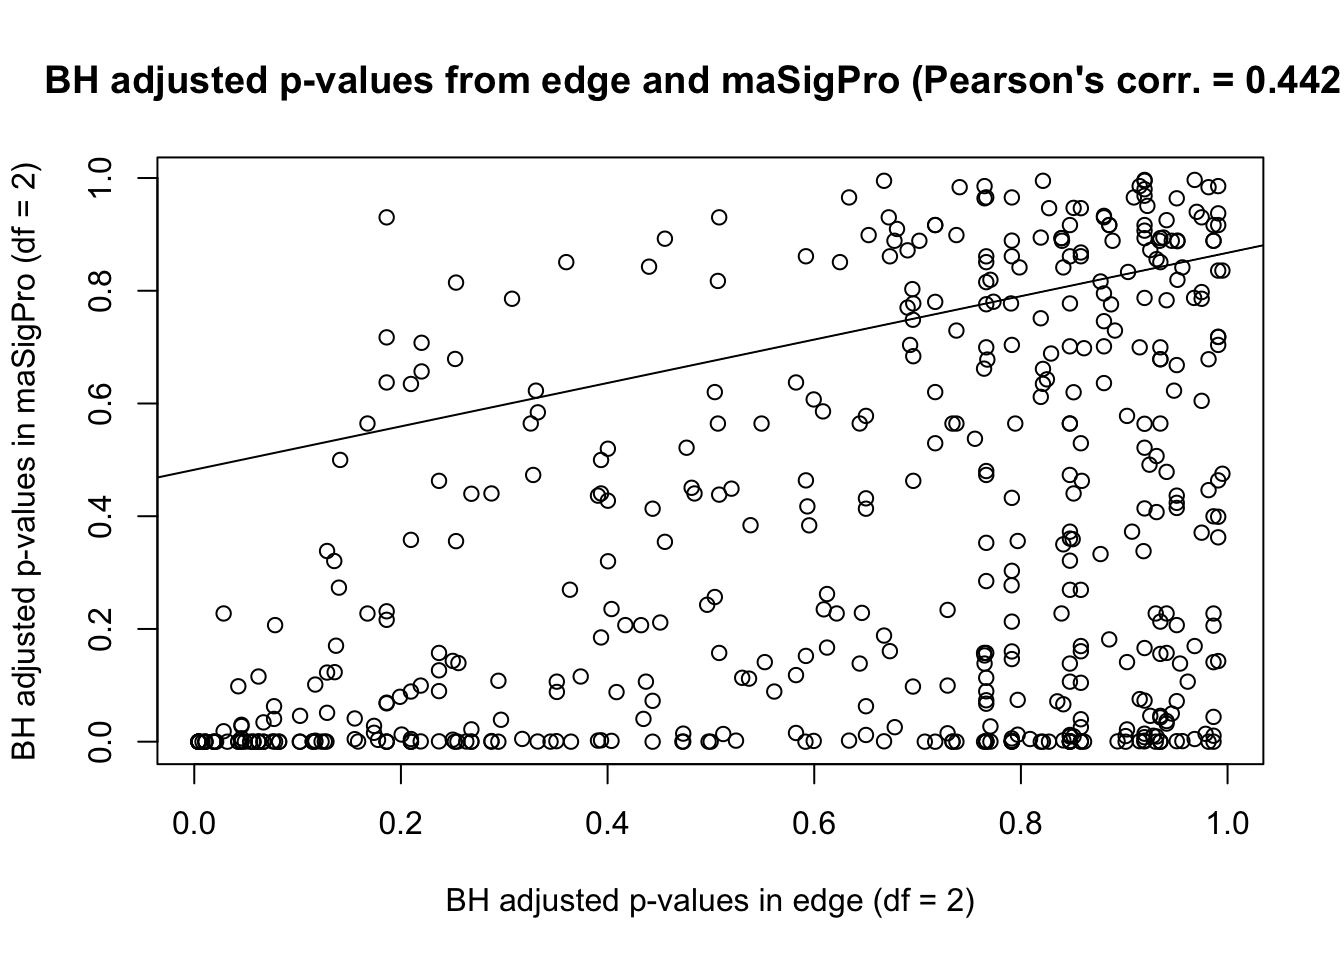 BH adjusted p-values from edge and maSigPro (Pearson's corr. = 0.442
BH adjusted p-values in maSigPro (df = 2)
1.0
0.8
0.6
0.4
0.2
0.0
0.0 0.2 0.4 0.6 0.8 1.0
BH adjusted p-values in edge (df = 2)